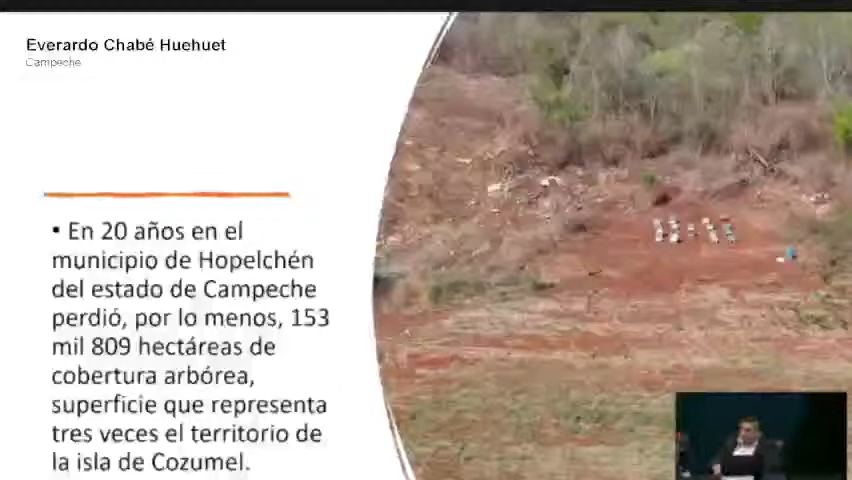 Everardo Chabé Huehuet
Campeche
• En 20 años en el
municipio de Hopelchén
del estado de Campeche
perdió, por lo menos, 153
mil 809 hectáreas de
cobertura arbórea,
superficie que representa
tres veces el territorio de
la isla de Cozumel.